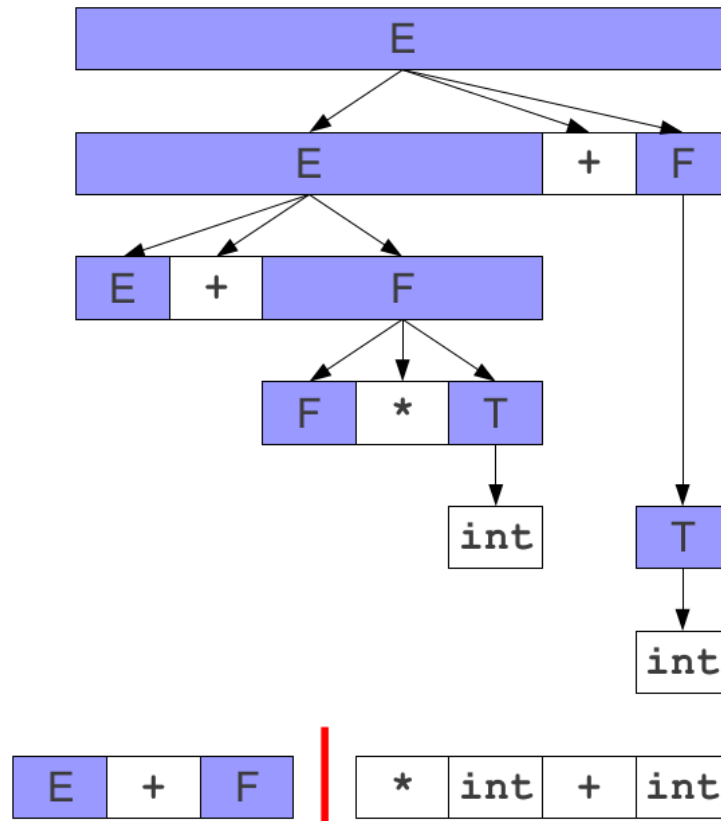 E
E + F
E + F
F * T
int T
int
E + F * int + int